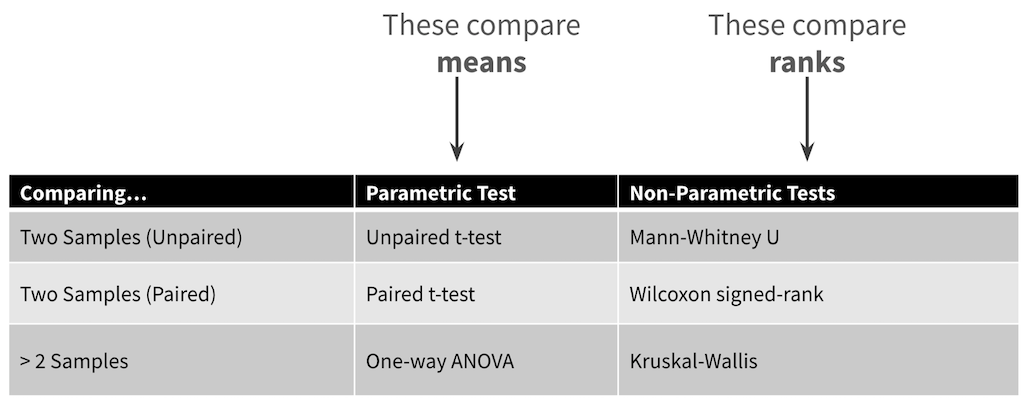 These compare
means
These compare
ranks
Comparing… Parametric Test Non-Parametric Tests
Two Samples (Unpaired) Unpaired t-test Mann-Whitney U
Two Samples (Paired) Paired t-test Wilcoxon signed-rank
> 2 Samples One-way ANOVA Kruskal-Wallis